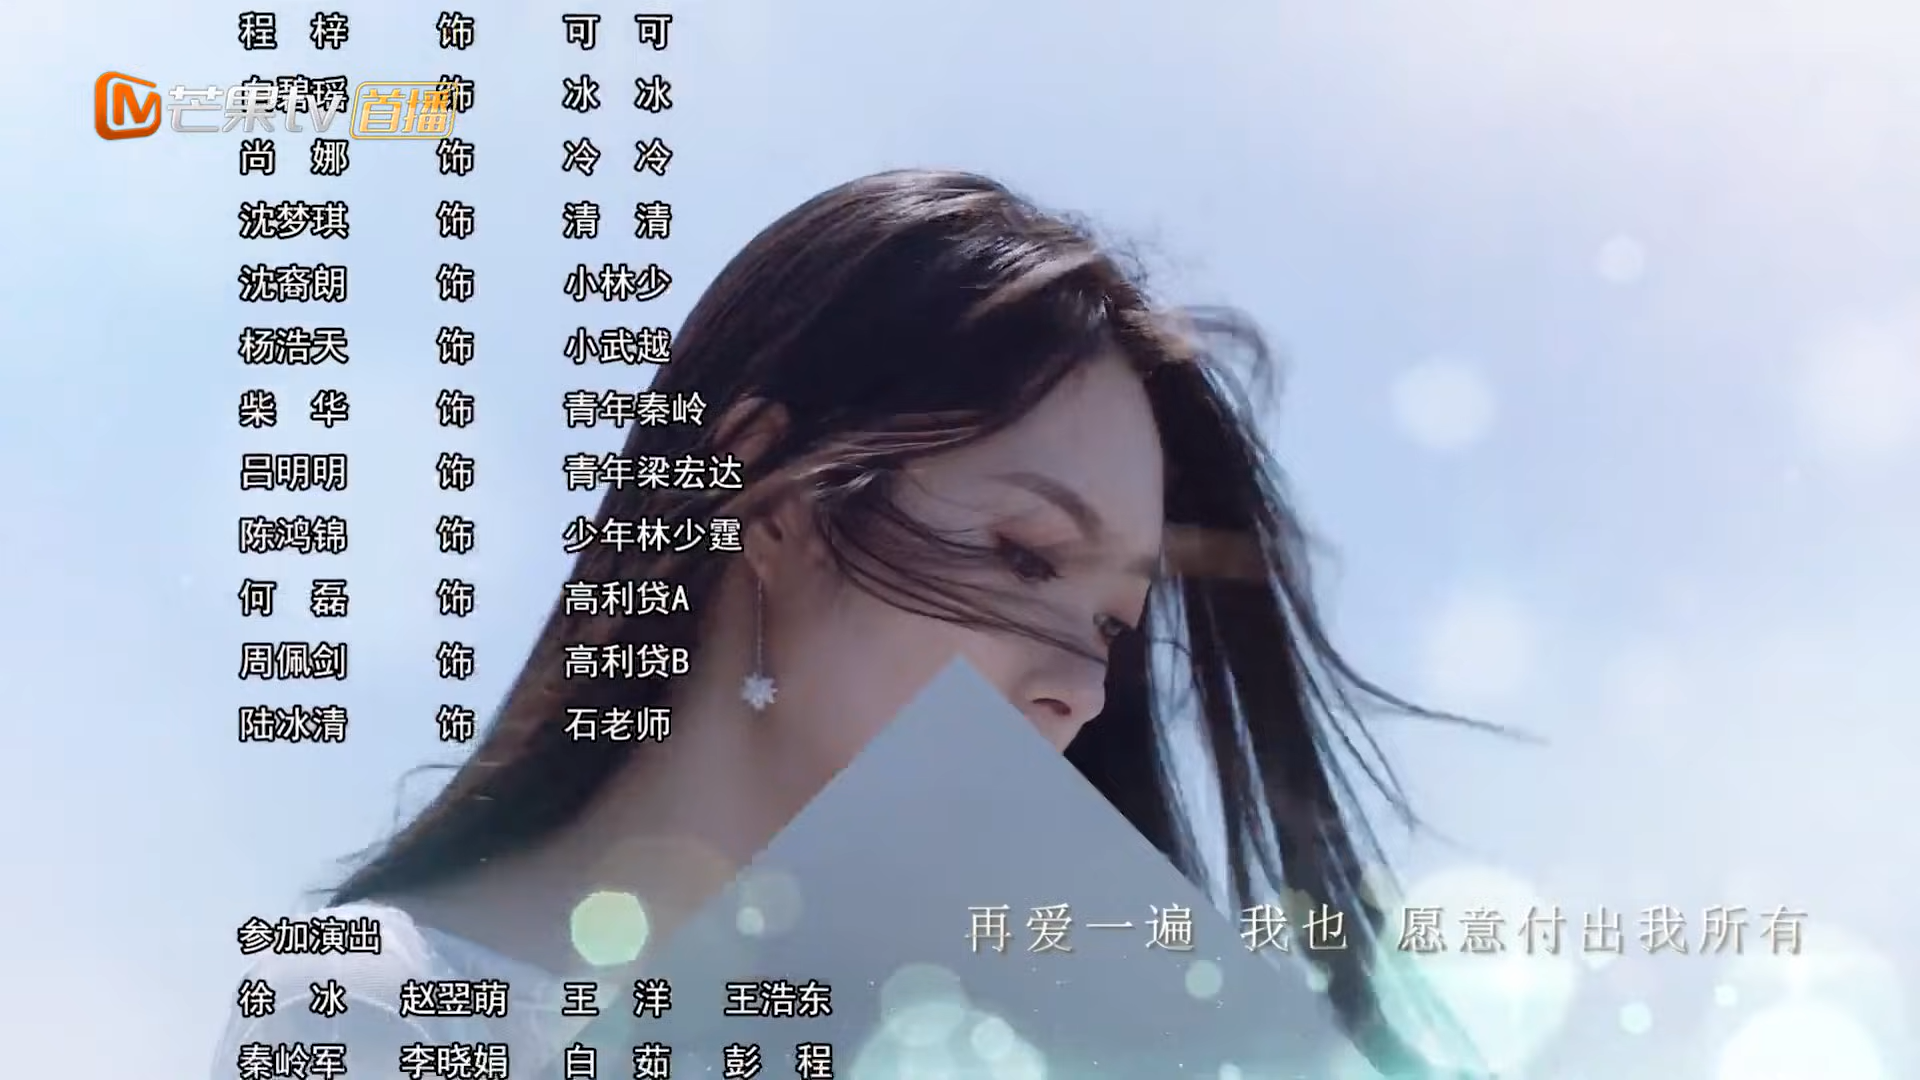 程梓 饰 可可
芒果tv 首播
碧瑶 饰 冰冰
尚娜 饰 冷冷
沈梦琪 饰 清清
沈裔朗 饰 小林少
杨浩天 饰 小武越
柴华 饰 青年秦岭
吕明明 饰 青年梁宏达
陈鸿锦 饰 少年林少霆
何磊 饰 高利贷A
周佩剑 饰 高利贷B
陆冰清 饰 石老师
参加演出
再爱一遍 我也 愿意付出我所有
徐冰 赵翌萌 王洋 王浩东
秦岭军 李晓娟 白茹 彭程